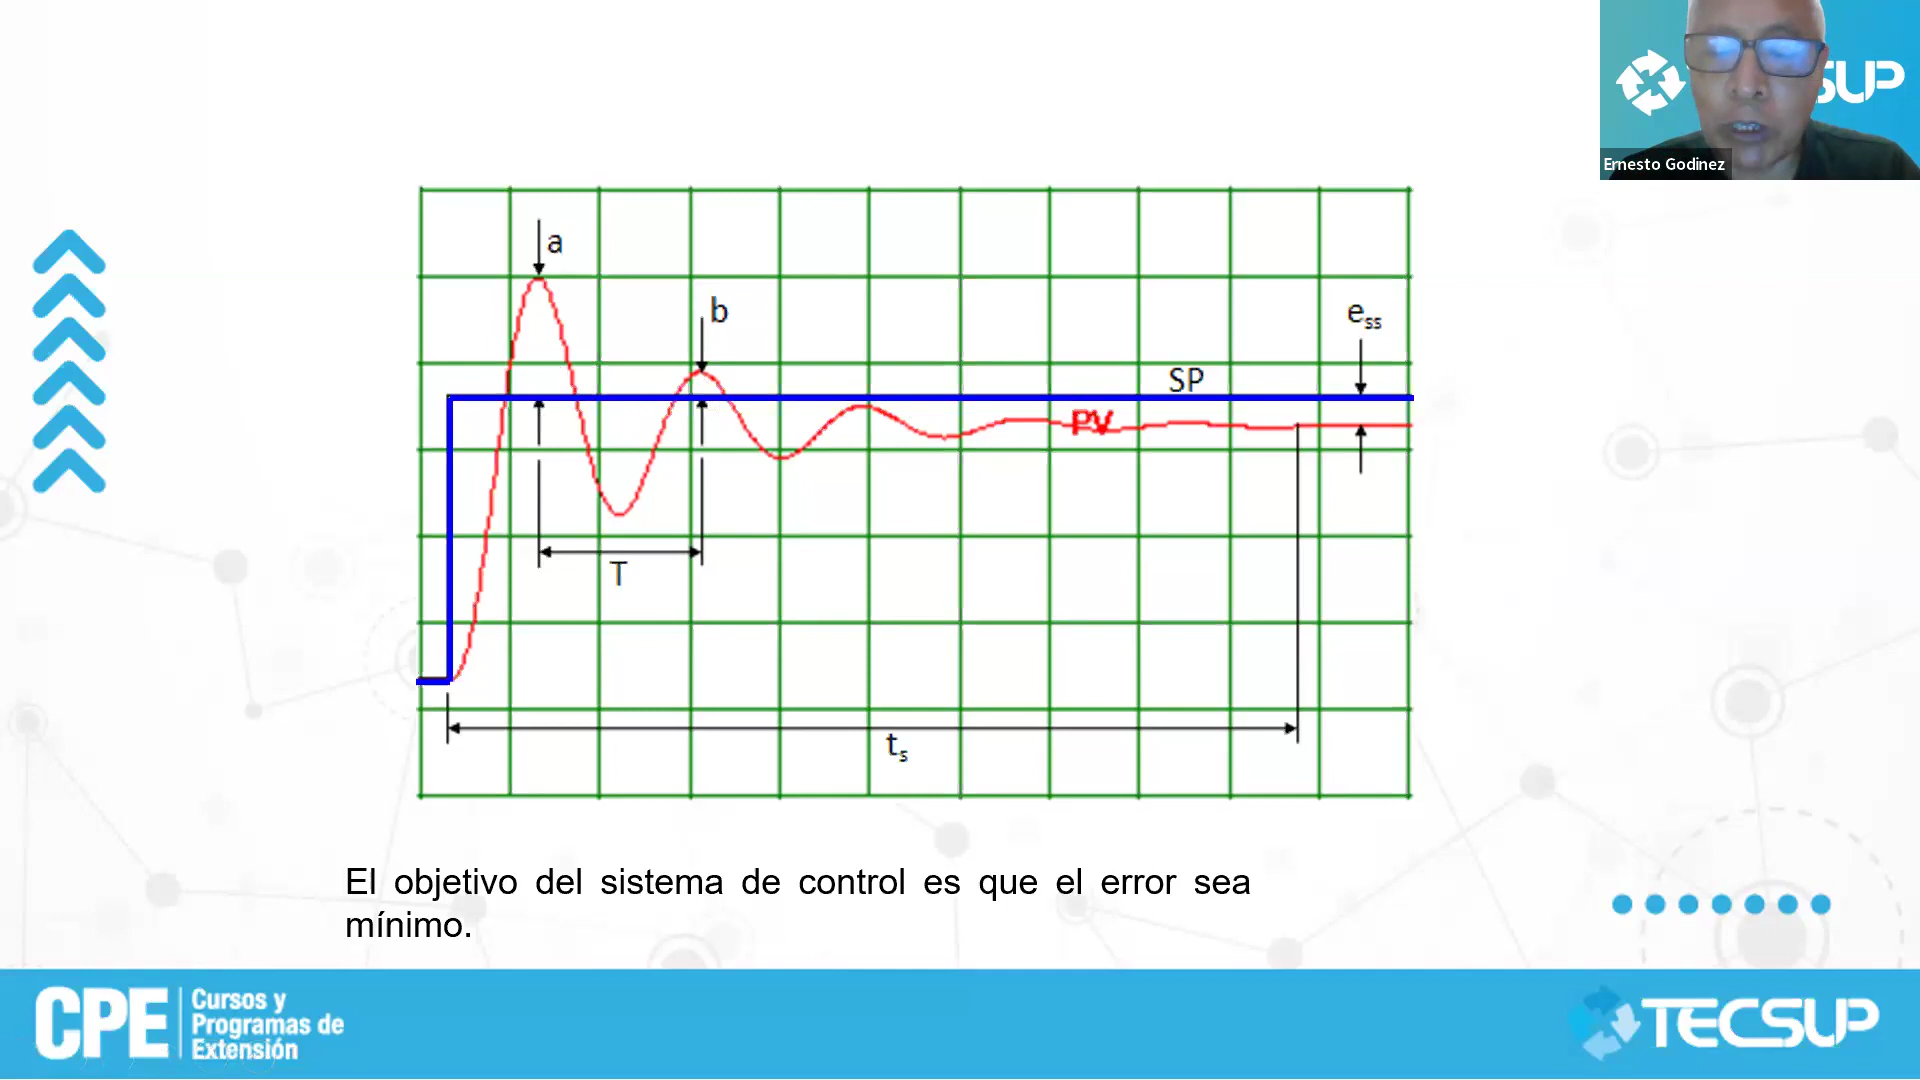 SUP
Ernesto Godinez
a
b
ess
SP
PV
T
ts
El objetivo del sistema de control es que el error sea
mínimo.
CPE
Cursos y
Programas de
Extensión
TECSUP